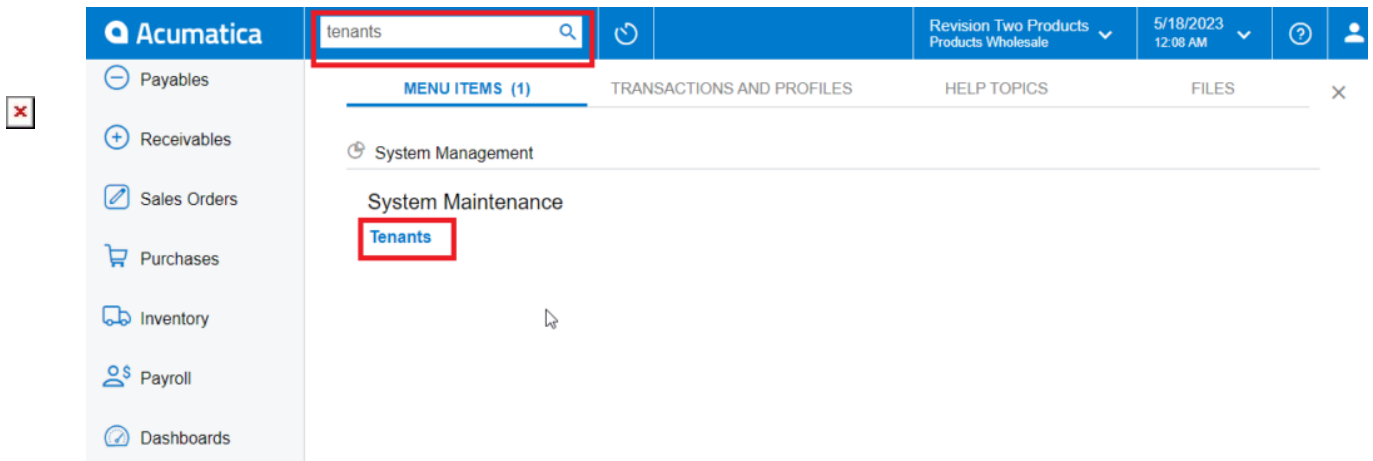 Acumatica
tenants
Revision Two Products
Products Wholesale
5/18/2023
12:08 AM
Payables
Receivables
Sales Orders
Purchases
Inventory
Payroll
Dashboards
MENU ITEMS (1)
TRANSACTIONS AND PROFILES
HELP TOPICS
FILES
System Management
System Maintenance
Tenants